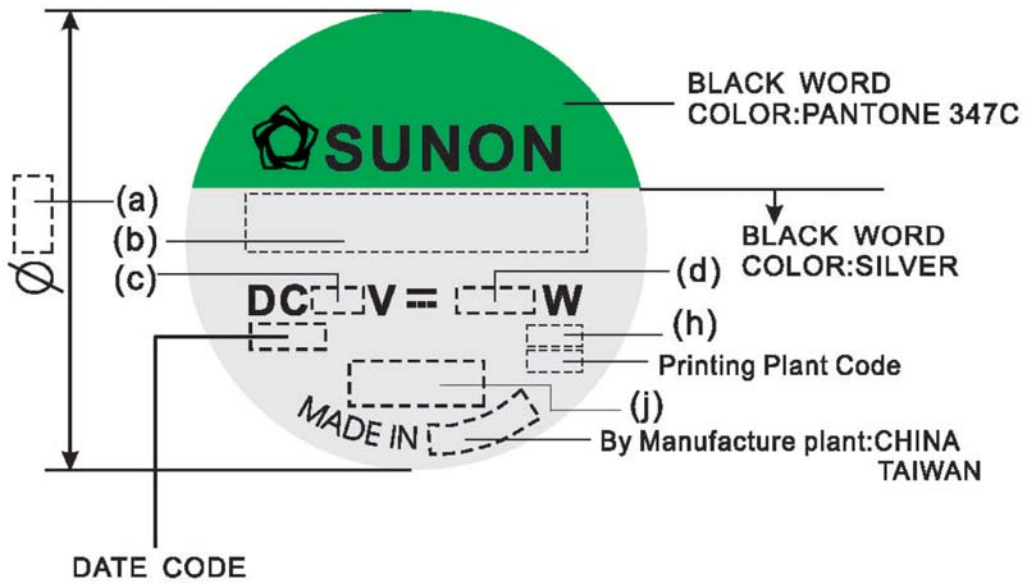 BLACK WORD
COLOR:PANTONE 347C
SUNON
(a)
(b)
BLACK WORD
COLOR:SILVER
Ø
(c)
DC V ⎓ W
(d)
(h)
Printing Plant Code
(j)
MADE IN
By Manufacture plant:CHINA
TAIWAN
DATE CODE